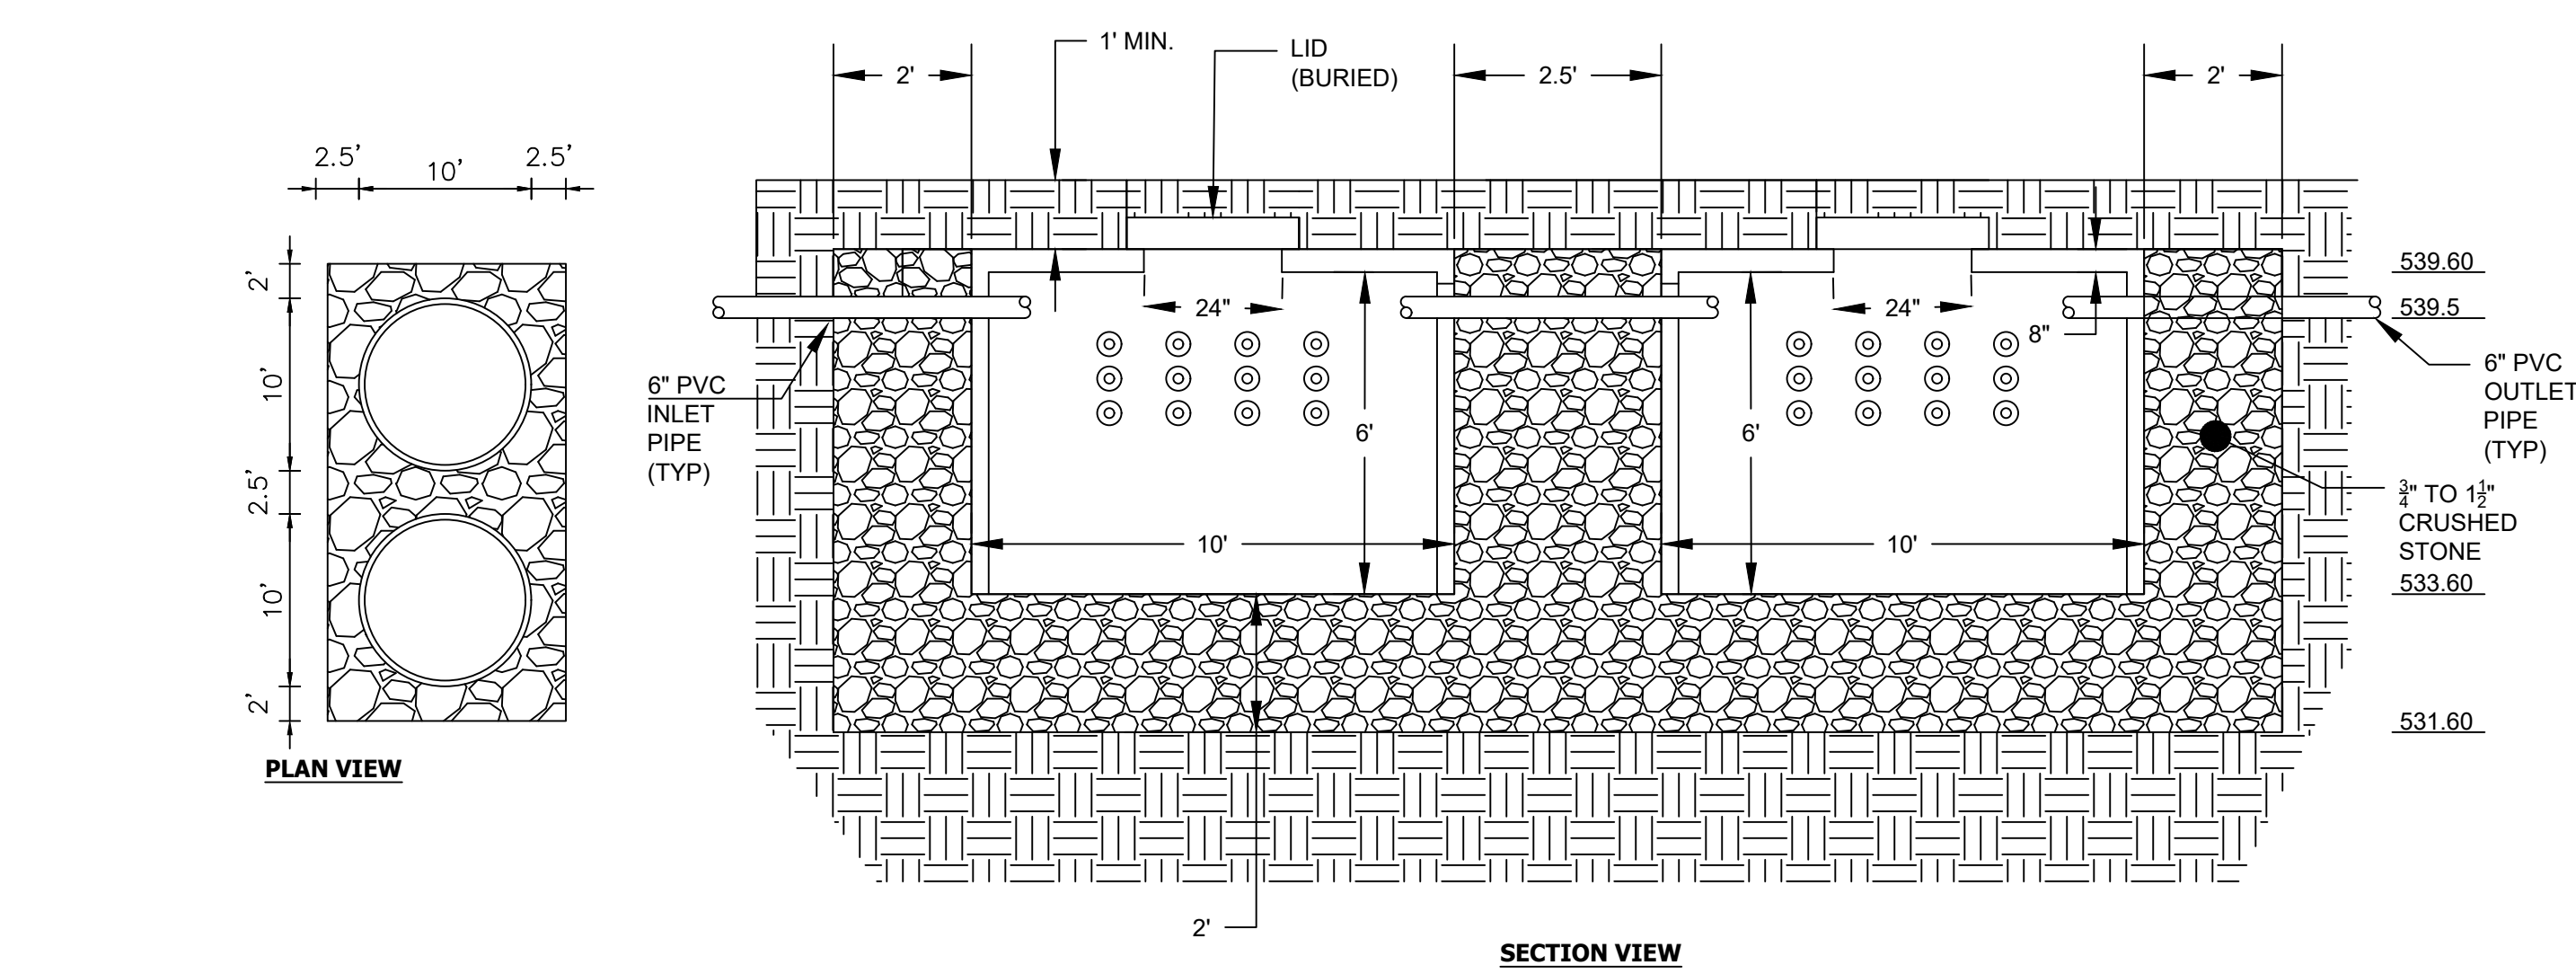 2.5' 10' 2.5'
2'
10'
2.5'
10'
2'
PLAN VIEW
2'
1' MIN.
LID
(BURIED)
2.5'
2'
24"
24"
8"
6'
6'
10'
10'
2'
6" PVC
INLET
PIPE
(TYP)
539.60
539.5
6" PVC
OUTLET
PIPE
(TYP)
3/4" TO 1 1/2"
CRUSHED
STONE
533.60
531.60
SECTION VIEW